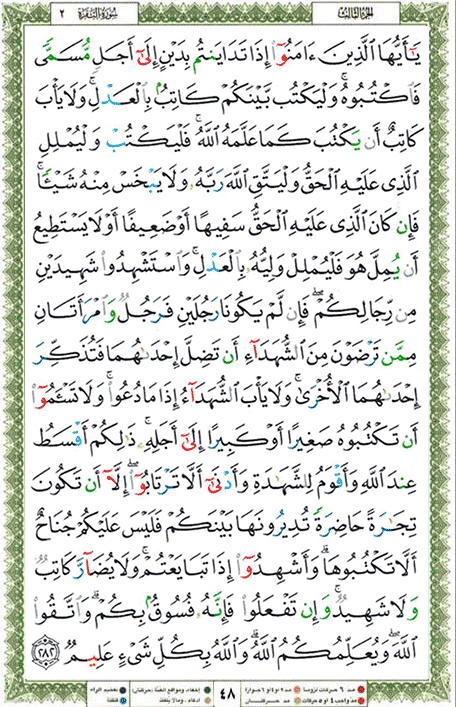 الجزء الثالث سورة البقرة ٢
يَـٰٓأَيُّهَا ٱلَّذِينَ ءَامَنُوٓا۟ إِذَا تَدَايَنتُم بِدَيْنٍ إِلَىٰٓ أَجَلٍ مُّسَمًّى
فَٱكْتُبُوهُ ۚ وَلْيَكْتُب بَّيْنَكُمْ كَاتِبٌۢ بِٱلْعَدْلِ ۚ وَلَا يَأْبَ
كَاتِبٌ أَن يَكْتُبَ كَمَا عَلَّمَهُ ٱللَّهُ ۚ فَلْيَكْتُبْ وَلْيُمْلِلِ
ٱلَّذِى عَلَيْهِ ٱلْحَقُّ وَلْيَتَّقِ ٱللَّهَ رَبَّهُۥ وَلَا يَبْخَسْ مِنْهُ شَيْـًٔا ۚ
فَإِن كَانَ ٱلَّذِى عَلَيْهِ ٱلْحَقُّ سَفِيهًا أَوْ ضَعِيفًا أَوْ لَا يَسْتَطِيعُ
أَن يُمِلَّ هُوَ فَلْيُمْلِلْ وَلِيُّهُۥ بِٱلْعَدْلِ ۚ وَٱسْتَشْهِدُوا۟ شَهِيدَيْنِ
مِن رِّجَالِكُمْ ۖ فَإِن لَّمْ يَكُونَا رَجُلَيْنِ فَرَجُلٌ وَٱمْرَأَتَانِ
مِمَّن تَرْضَوْنَ مِنَ ٱلشُّهَدَآءِ أَن تَضِلَّ إِحْدَىٰهُمَا فَتُذَكِّرَ
إِحْدَىٰهُمَا ٱلْأُخْرَىٰ ۚ وَلَا يَأْبَ ٱلشُّهَدَآءُ إِذَا مَا دُعُوا۟ ۚ وَلَا تَسْـَٔمُوٓا۟
أَن تَكْتُبُوهُ صَغِيرًا أَوْ كَبِيرًا إِلَىٰٓ أَجَلِهِۦ ۚ ذَٰلِكُمْ أَقْسَطُ
عِندَ ٱللَّهِ وَأَقْوَمُ لِلشَّهَـٰدَةِ وَأَدْنَىٰٓ أَلَّا تَرْتَابُوٓا۟ ۖ إِلَّآ أَن تَكُونَ
تِجَـٰرَةً حَاضِرَةً تُدِيرُونَهَا بَيْنَكُمْ فَلَيْسَ عَلَيْكُمْ جُنَاحٌ
أَلَّا تَكْتُبُوهَا ۗ وَأَشْهِدُوٓا۟ إِذَا تَبَايَعْتُمْ ۚ وَلَا يُضَآرَّ كَاتِبٌ
وَلَا شَهِيدٌ ۚ وَإِن تَفْعَلُوا۟ فَإِنَّهُۥ فُسُوقٌۢ بِكُمْ ۗ وَٱتَّقُوا۟
ٱللَّهَ ۖ وَيُعَلِّمُكُمُ ٱللَّهُ ۗ وَٱللَّهُ بِكُلِّ شَىْءٍ عَلِيمٌ ٢٨٢
٤٨